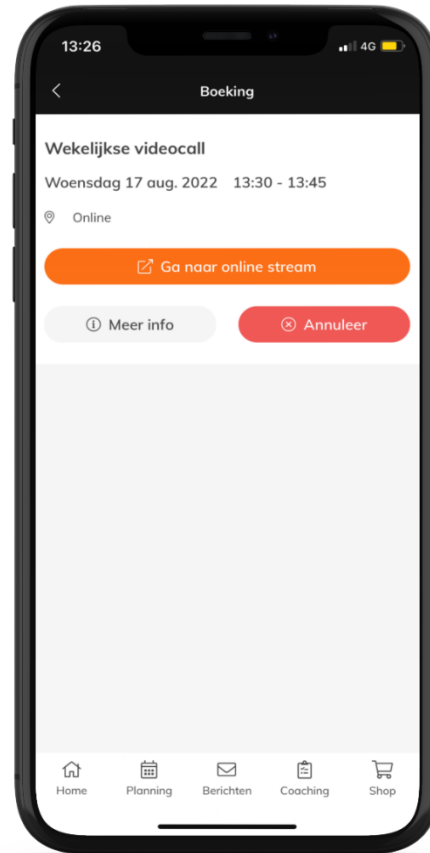 13:26 4G
Boeking
Wekelijkse videocall
Woensdag 17 aug. 2022 13:30 - 13:45
Online
Ga naar online stream
Meer info Annuleer
Home Planning Berichten Coaching Shop